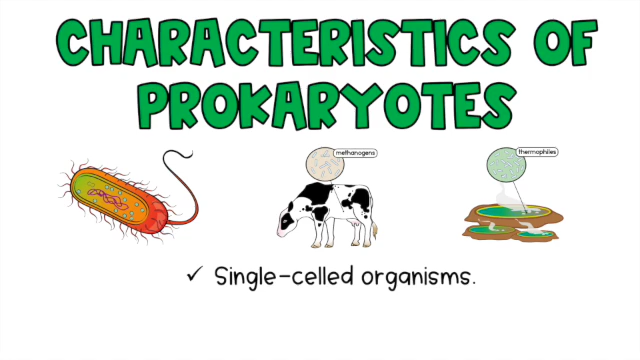 CHARACTERISTICS OF
PROKARYOTES
methanogens
thermophiles
✓ Single-celled organisms.